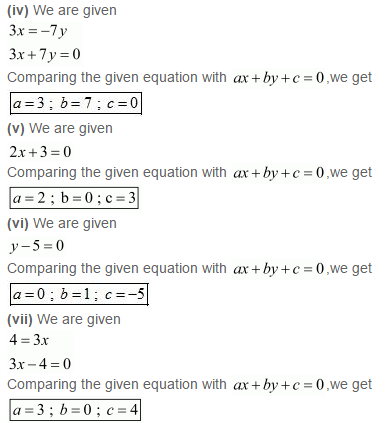 (iv) We are given
3x = −7y
3x + 7y = 0
Comparing the given equation with ax + by + c = 0 ,we get
a = 3 ; b = 7 ; c = 0
(v) We are given
2x + 3 = 0
Comparing the given equation with ax + by + c = 0 ,we get
a = 2 ; b = 0 ; c = 3
(vi) We are given
y − 5 = 0
Comparing the given equation with ax + by + c = 0 ,we get
a = 0 ; b = 1 ; c = −5
(vii) We are given
4 = 3x
3x − 4 = 0
Comparing the given equation with ax + by + c = 0 ,we get
a = 3 ; b = 0 ; c = 4